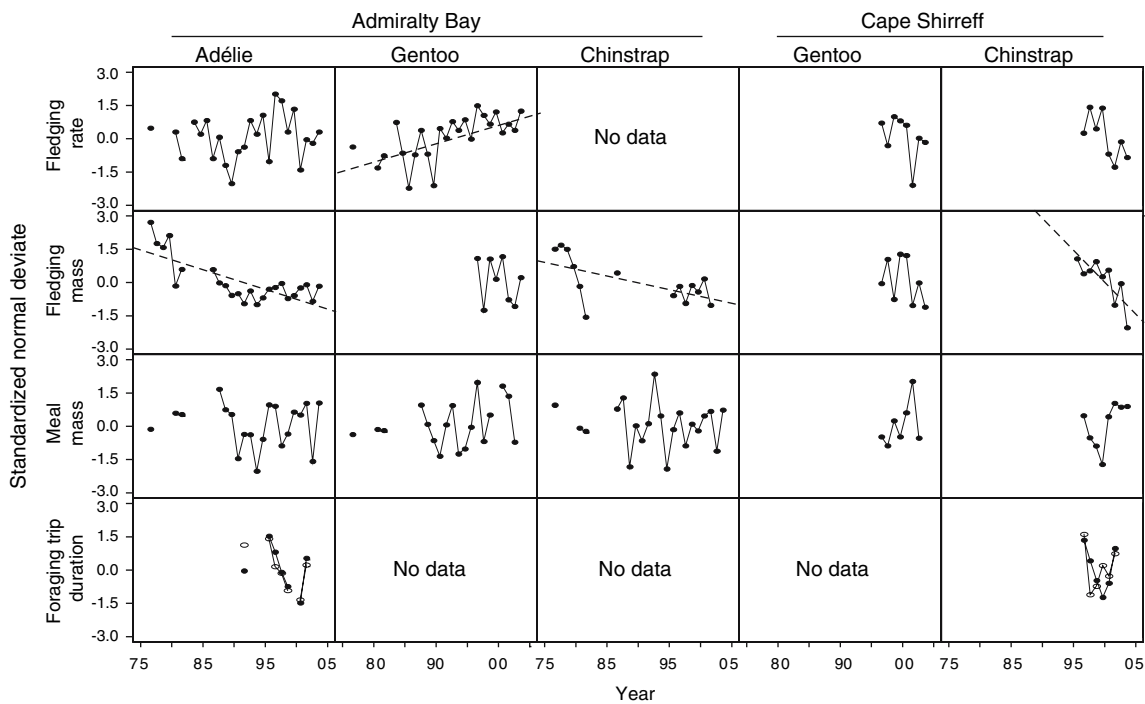 Admiralty Bay Cape Shirreff
Adélie Gentoo Chinstrap Gentoo Chinstrap
Standardized normal deviate
Fledging
rate
3.0
1.5
0.0
-1.5
-3.0
No data
Fledging
mass
1.5
0.0
-1.5
-3.0
Meal
mass
3.0
1.5
0.0
-1.5
-3.0
Foraging trip
duration
3.0
1.5
0.0
-1.5
-3.0
No data No data No data
75 85 95 05 80 90 00 75 85 95 05 80 90 00 85 95 05
Year